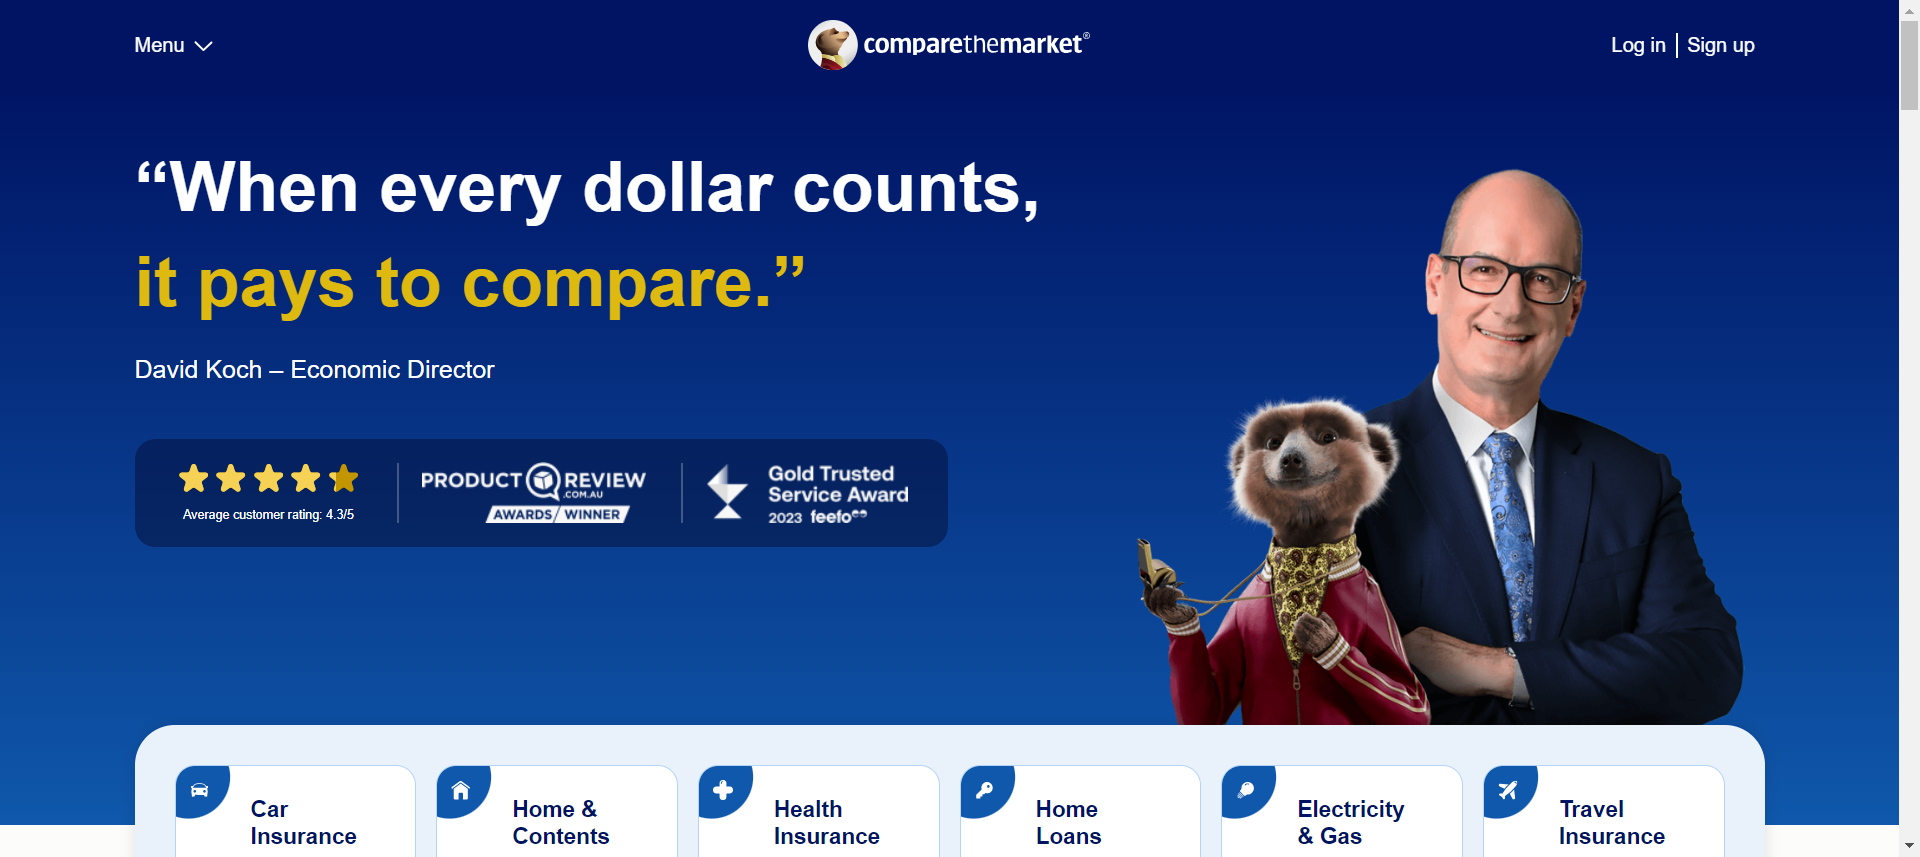 Menu
comparethemarket®
Log in
Sign up
“When every dollar counts,
it pays to compare.”
David Koch – Economic Director
Average customer rating: 4.3/5
PRODUCT REVIEW
.COM.AU
AWARDS WINNER
Gold Trusted
Service Award
2023 feefo
Car
Insurance
Home &
Contents
Health
Insurance
Home
Loans
Electricity
& Gas
Travel
Insurance